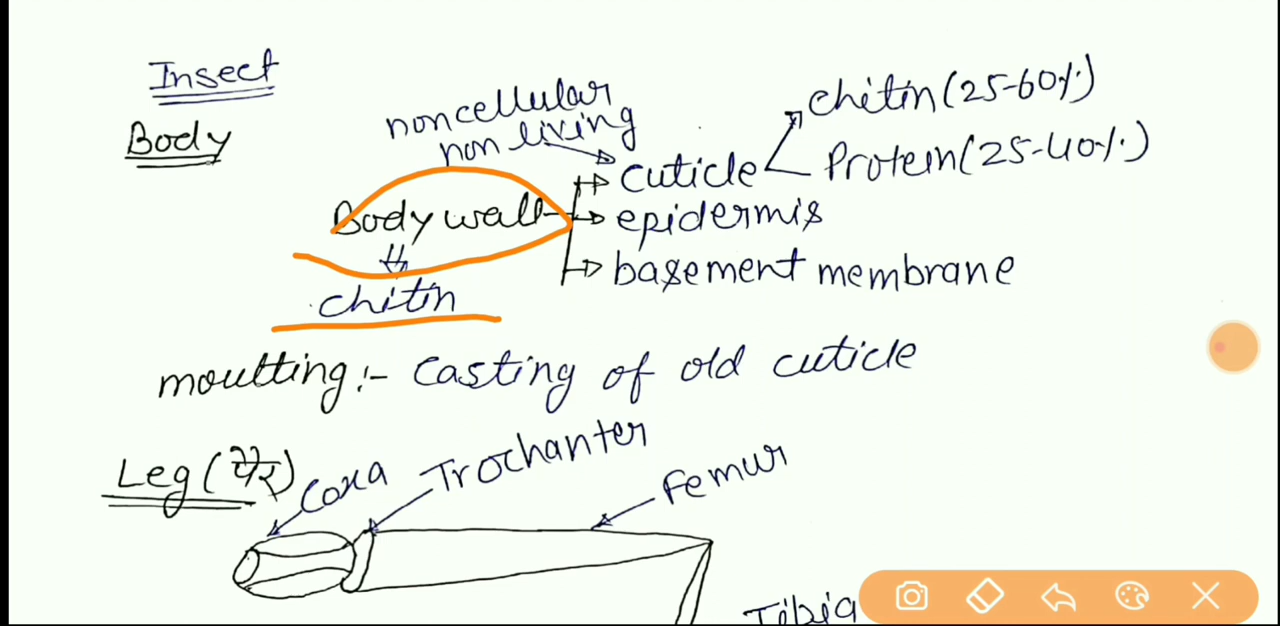 Insect
Body
noncellular
non living
cuticle
chitin (25-60%)
Protein (25-40%)
Body wall
epidermis
basement membrane
chitin
moultting :- casting of old cuticle
Leg (पैर)
Coxa
Trochanter
Femur
Tibia